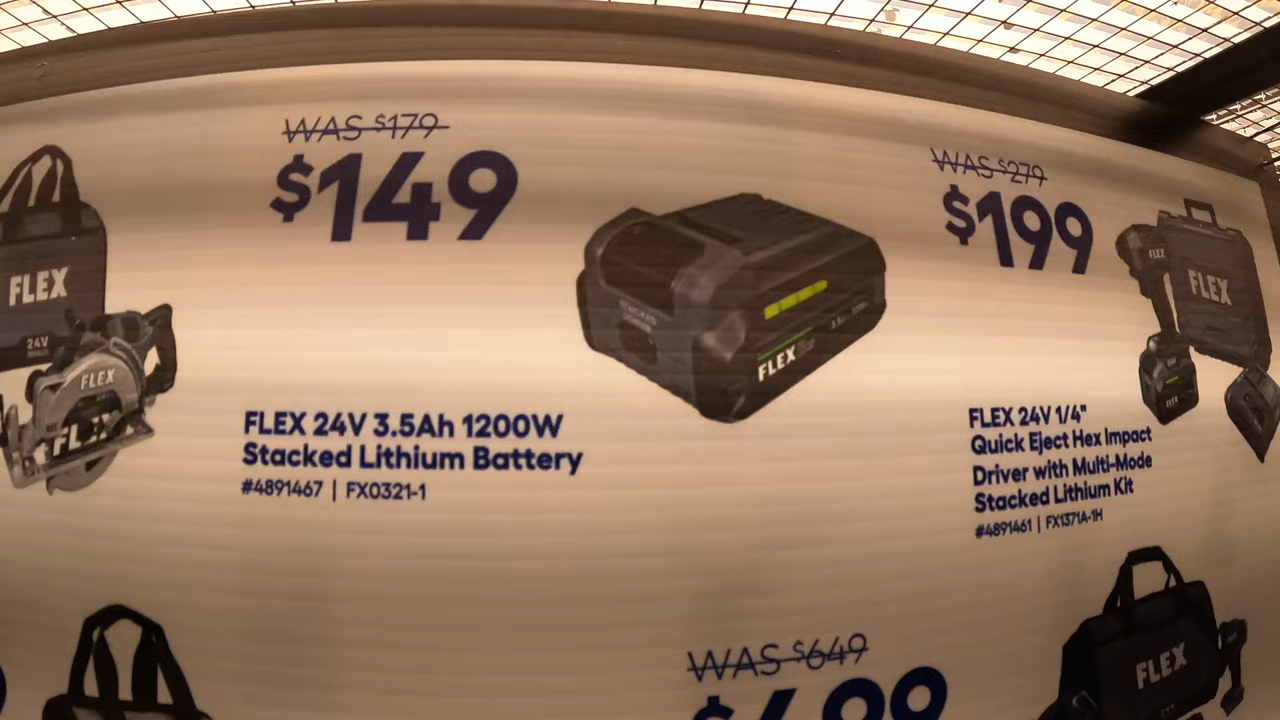 WAS $179
$149
FLEX
24V
FLEX
FLEX
FLEX
FLEX 24V 3.5Ah 1200W
Stacked Lithium Battery
#4891467 | FX0321-1
WAS $279
$199
FLEX
FLEX
FLEX 24V 1/4"
Quick Eject Hex Impact
Driver with Multi-Mode
Stacked Lithium Kit
#4891461 | FX1371A-1H
WAS $649
FLEX